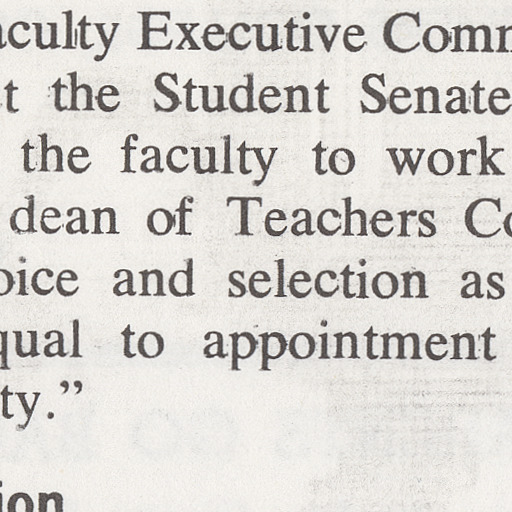 aculty Executive Comm
t the Student Senate
the faculty to work
dean of Teachers Co
oice and selection as
qual to appointment
ty.”
ion